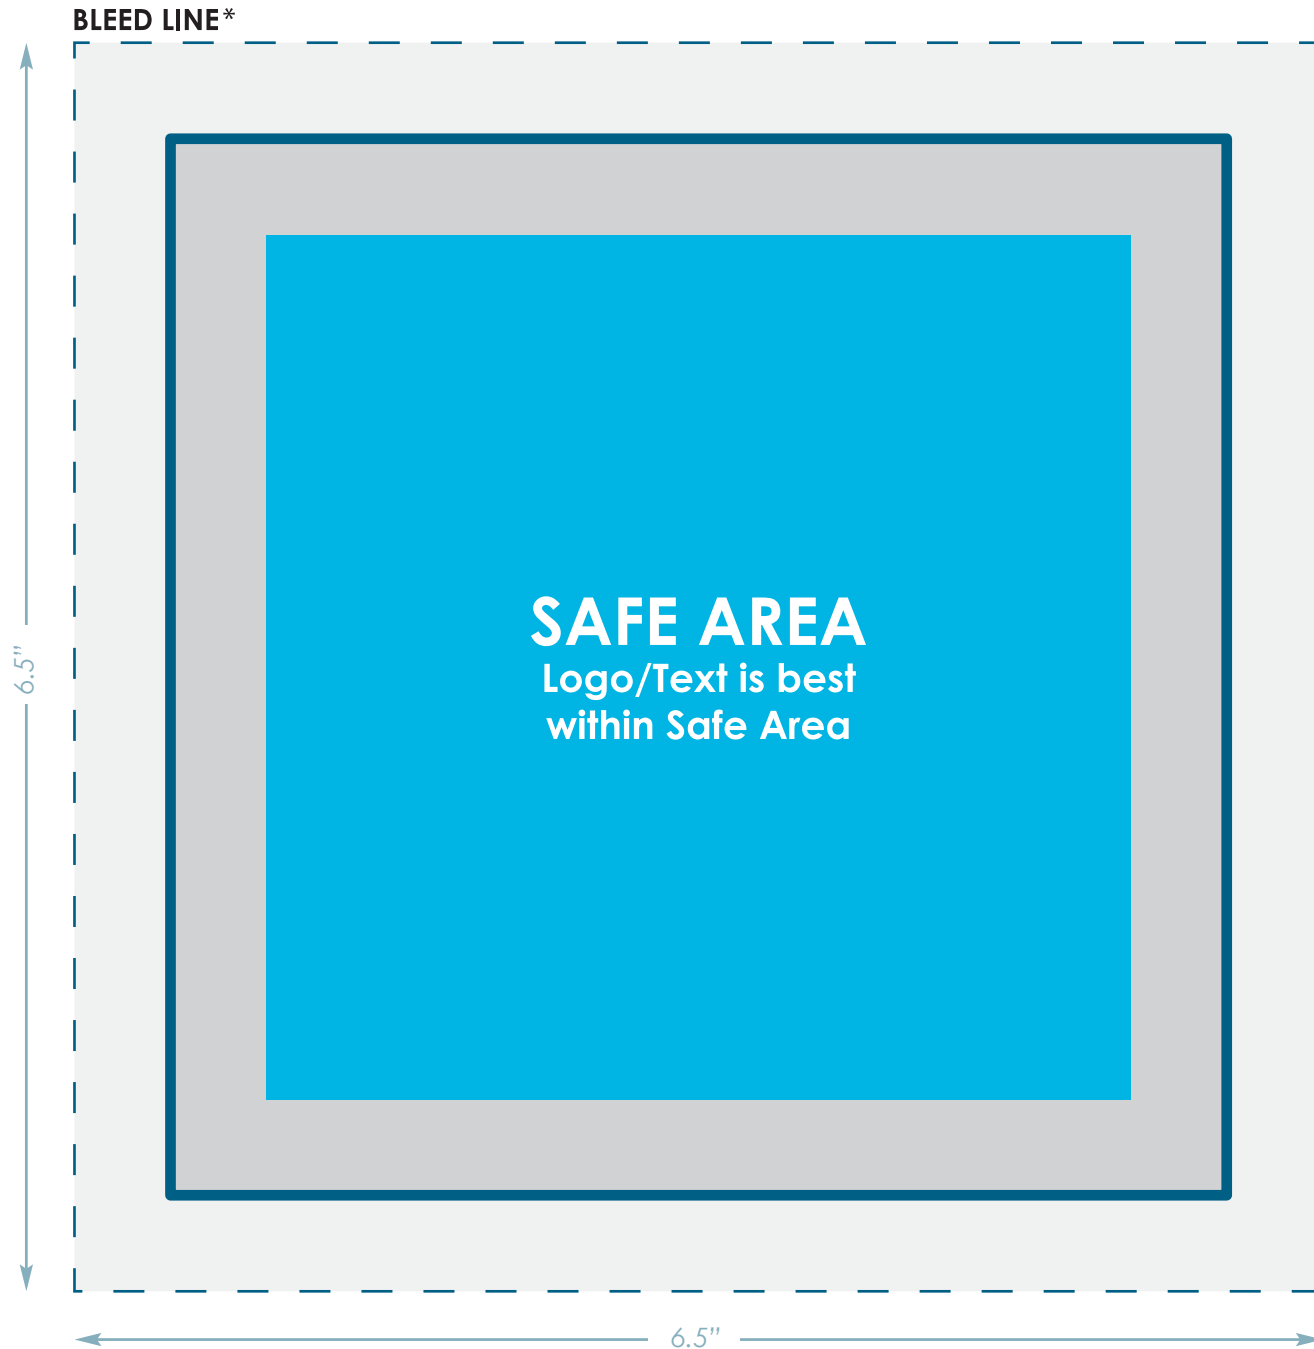 BLEED LINE*
6.5”
SAFE AREA
Logo/Text is best
within Safe Area
6.5”